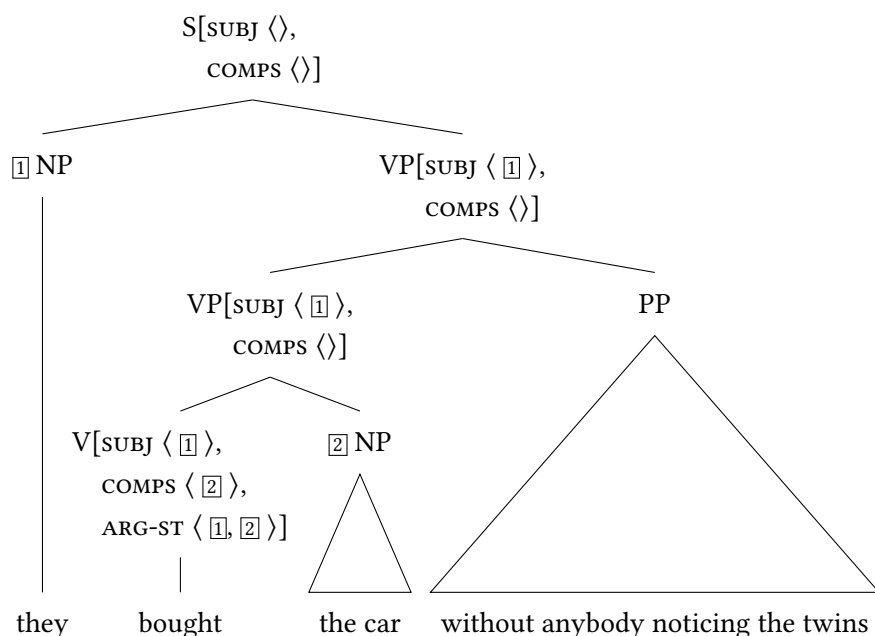 S[SUBJ ⟨⟩,
COMPS ⟨⟩]
1 NP VP[SUBJ ⟨ 1 ⟩,
COMPS ⟨⟩]
VP[SUBJ ⟨ 1 ⟩, PP
COMPS ⟨⟩]
V[SUBJ ⟨ 1 ⟩, 2 NP
COMPS ⟨ 2 ⟩,
ARG-ST ⟨ 1, 2 ⟩]
they bought the car without anybody noticing the twins